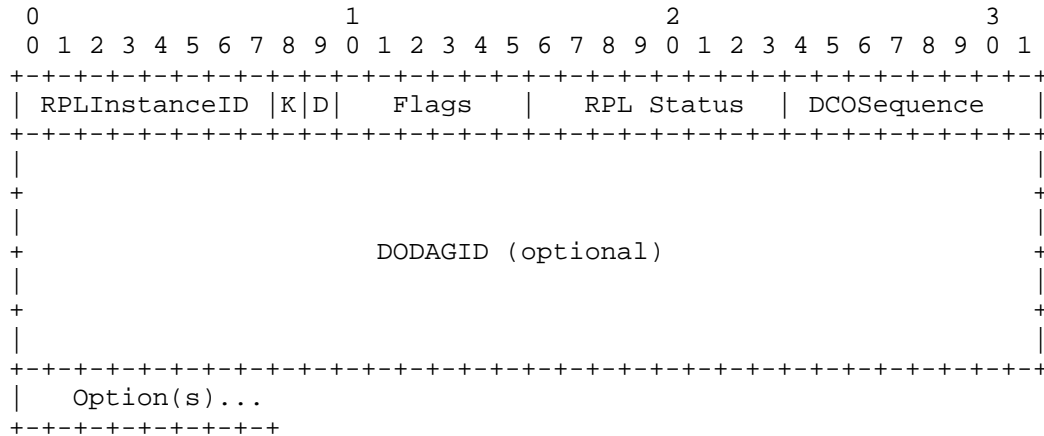 0                   1                   2                   3
 0 1 2 3 4 5 6 7 8 9 0 1 2 3 4 5 6 7 8 9 0 1 2 3 4 5 6 7 8 9 0 1
+-+-+-+-+-+-+-+-+-+-+-+-+-+-+-+-+-+-+-+-+-+-+-+-+-+-+-+-+-+-+-+-+
| RPLInstanceID |K|D|   Flags   |   RPL Status  | DCOSequence   |
+-+-+-+-+-+-+-+-+-+-+-+-+-+-+-+-+-+-+-+-+-+-+-+-+-+-+-+-+-+-+-+-+
|                                                               |
+                                                               +
|                                                               |
+                      DODAGID (optional)                       +
|                                                               |
+                                                               +
|                                                               |
+-+-+-+-+-+-+-+-+-+-+-+-+-+-+-+-+-+-+-+-+-+-+-+-+-+-+-+-+-+-+-+-+
|   Option(s)...
+-+-+-+-+-+-+-+-+